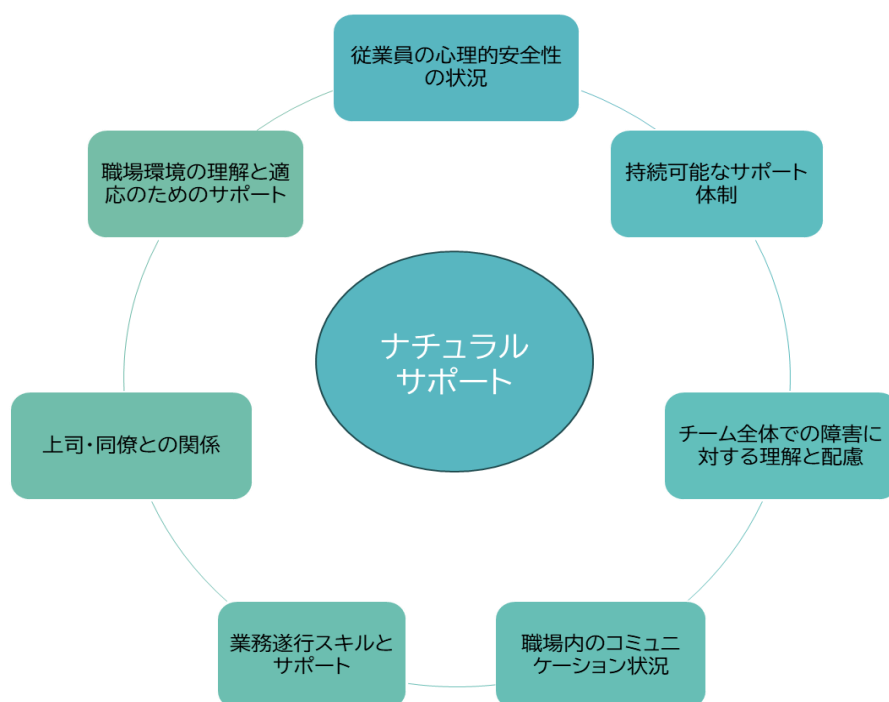 従業員の心理的安全性
の状況
持続可能なサポート
体制
チーム全体での障害に
対する理解と配慮
職場内のコミュニ
ケーション状況
業務遂行スキルと
サポート
上司・同僚との関係
職場環境の理解と適
応のためのサポート
ナチュラル
サポート